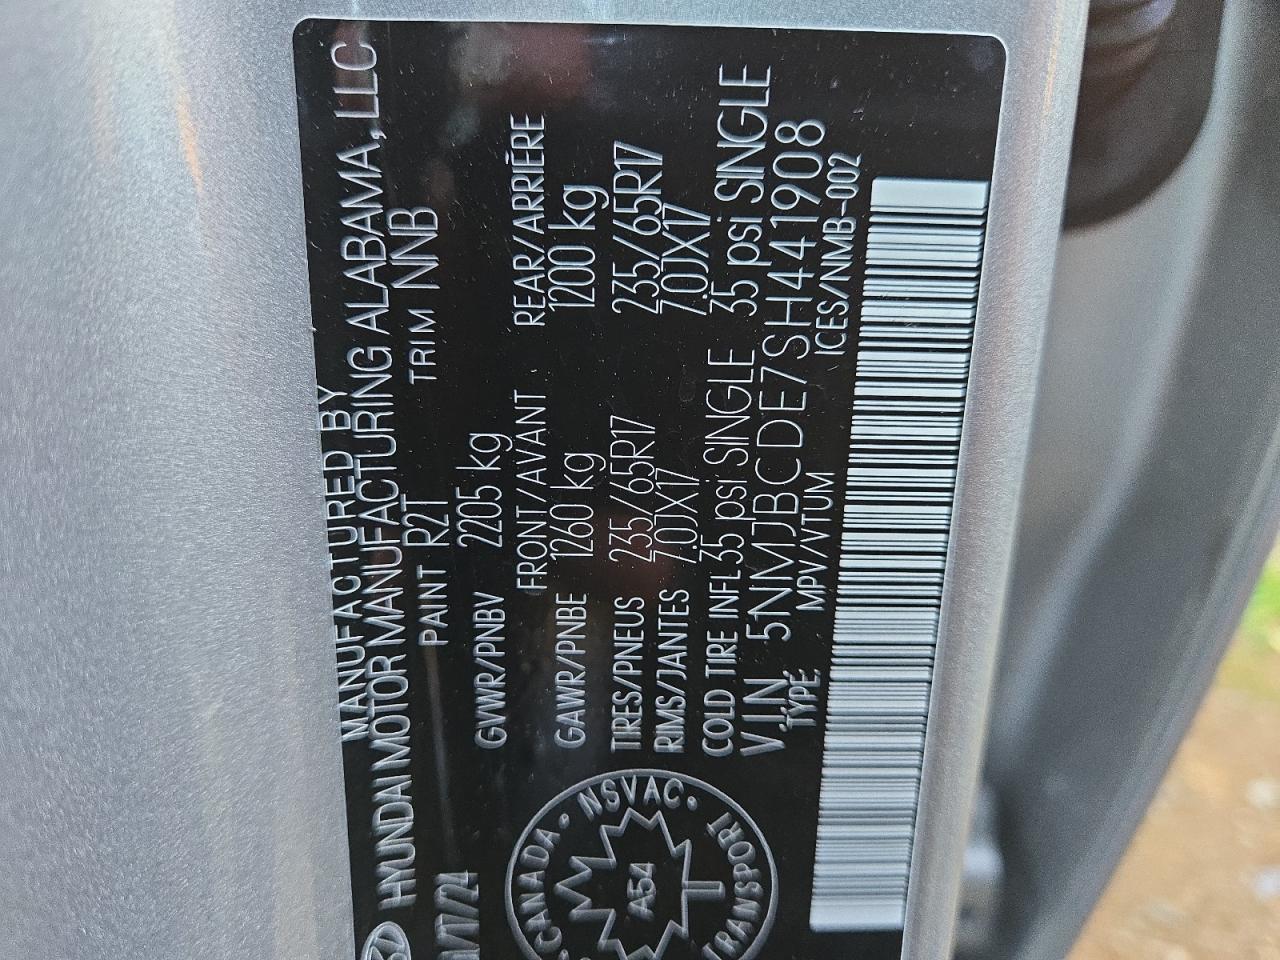 MANUFACTURED BY
HYUNDAI MOTOR MANUFACTURING ALABAMA, LLC
PAINT R2T TRIM NNB
GVWR/PNBV 2205 kg
FRONT/AVANT REAR/ARRIÈRE
GAWR/PNBE 1260 kg 1200 kg
TIRES/PNEUS 235/65R17 235/65R17
RIMS/JANTES 7.0JX17 7.0JX17
COLD TIRE INFL 35 psi SINGLE 35 psi SINGLE
V.I.N 5NMJBCDE7SH441908
TYPE: MPV/VTUM ICES/NMB-002
CANADA. NSVAC.
A54
TRANSPORT